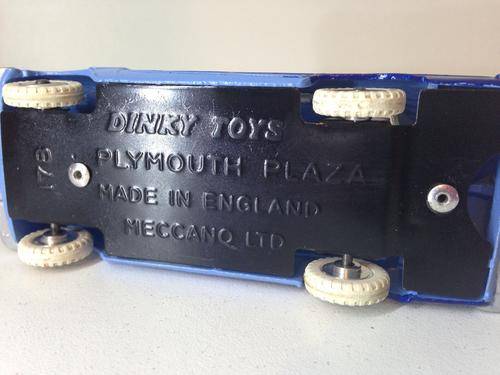 DINKY TOYS
178
PLYMOUTH PLAZA
MADE IN ENGLAND
MECCANO LTD